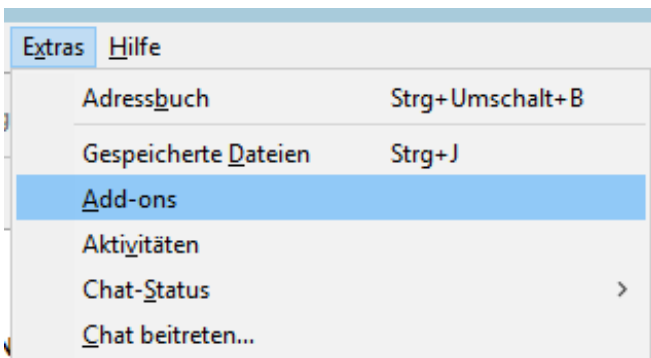 Extras Hilfe
Adressbuch Strg+Umschalt+B
Gespeicherte Dateien Strg+J
Add-ons
Aktivitäten
Chat-Status
Chat beitreten...